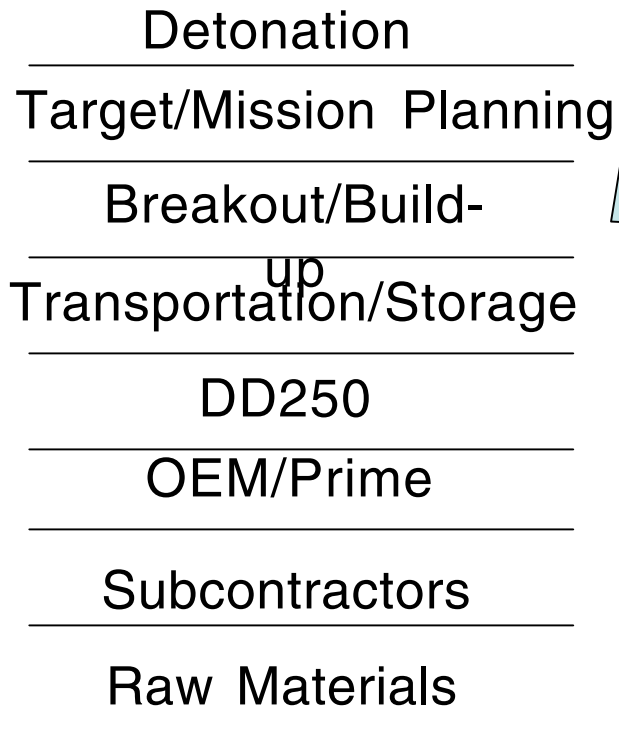 Detonation
Target/Mission Planning
Breakout/Build-
up
Transportation/Storage
DD250
OEM/Prime
Subcontractors
Raw Materials